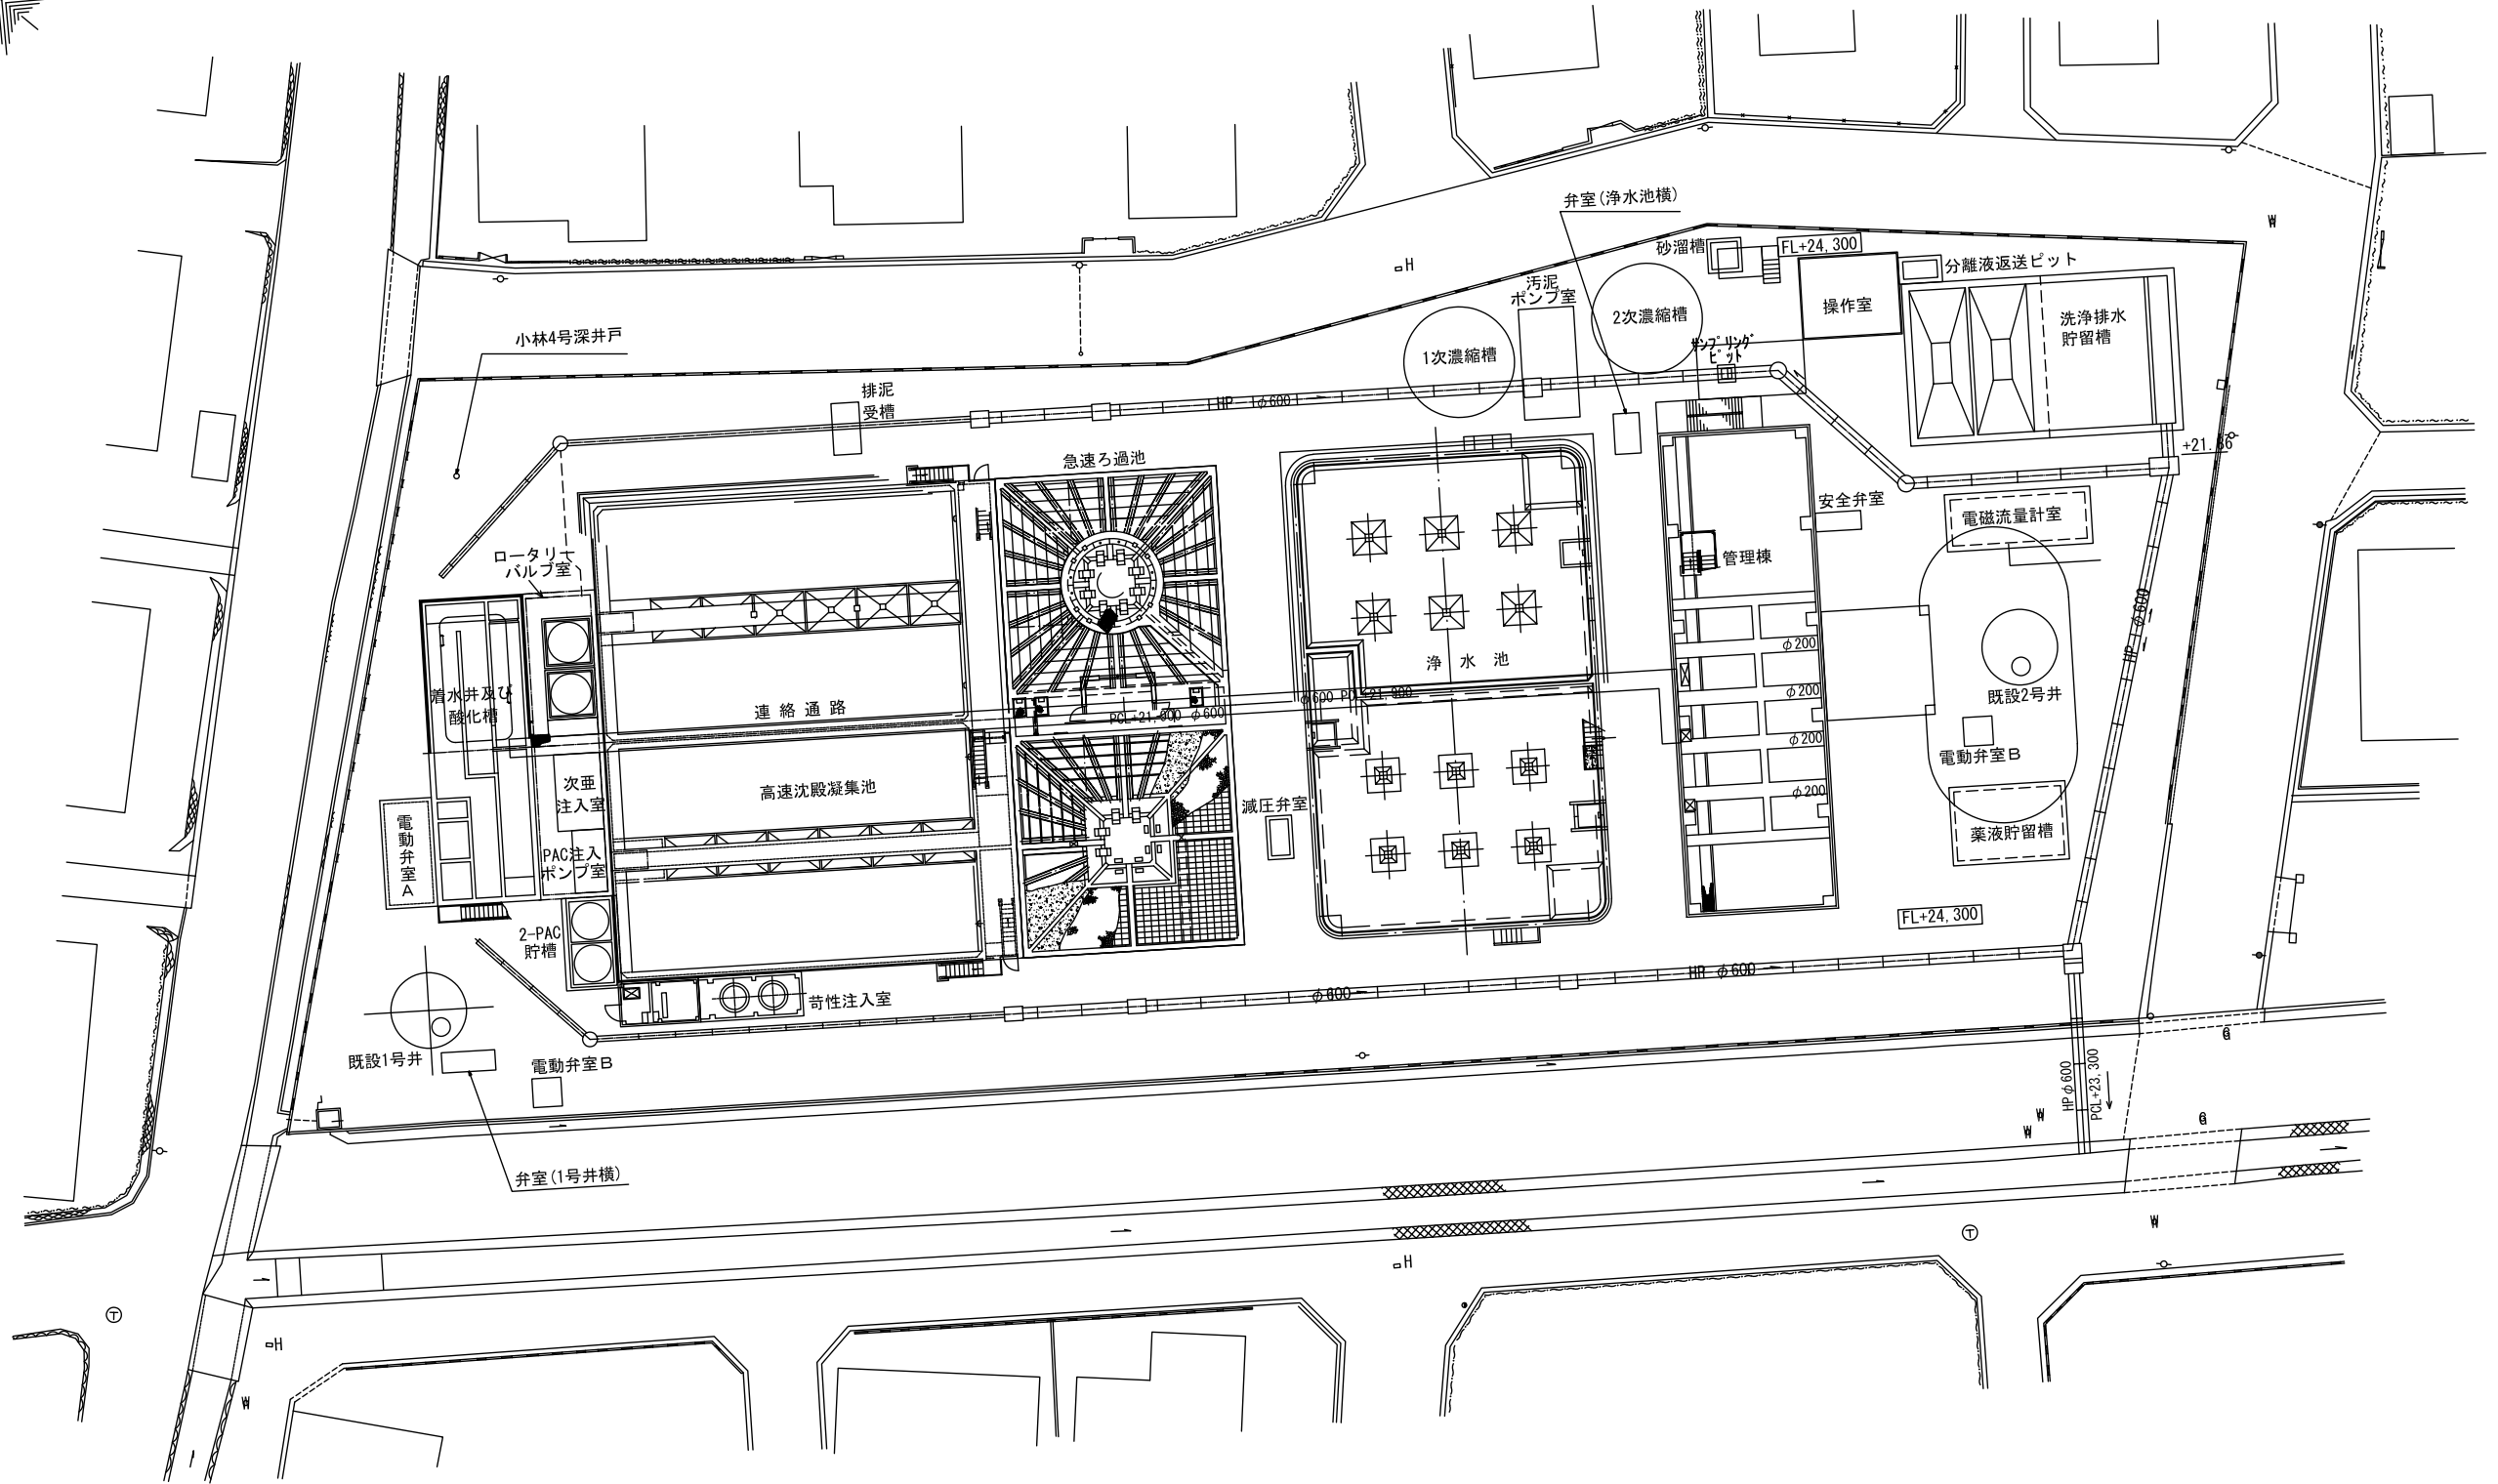 弁室(浄水池横)
W
砂溜槽
FL+24,300
H
分離液返送ピット
汚泥
ポンプ室
2次濃縮槽
操作室
洗浄排水
貯留槽
小林4号深井戸
1次濃縮槽
サンプリング
ピット
排泥
受槽
HP φ600
+21.86
急速ろ過池
安全弁室
電磁流量計室
ロータリー
バルブ室
管理棟
HP φ600
φ200
浄 水 池
着水井及び
酸化槽
連 絡 通 路
φ200
既設2号井
PCL+21,900 φ600
φ200
電動弁室B
次亜
注入室
高速沈殿凝集池
φ200
減圧弁室
電動弁室A
薬液貯留槽
PAC注入
ポンプ室
FL+24,300
2-PAC
貯槽
HP φ600
φ600
苛性注入室
既設1号井
電動弁室B
G
HPφ600
PCL+23,300
W
G
W
弁室(1号井横)
W
T
H
T
H
W